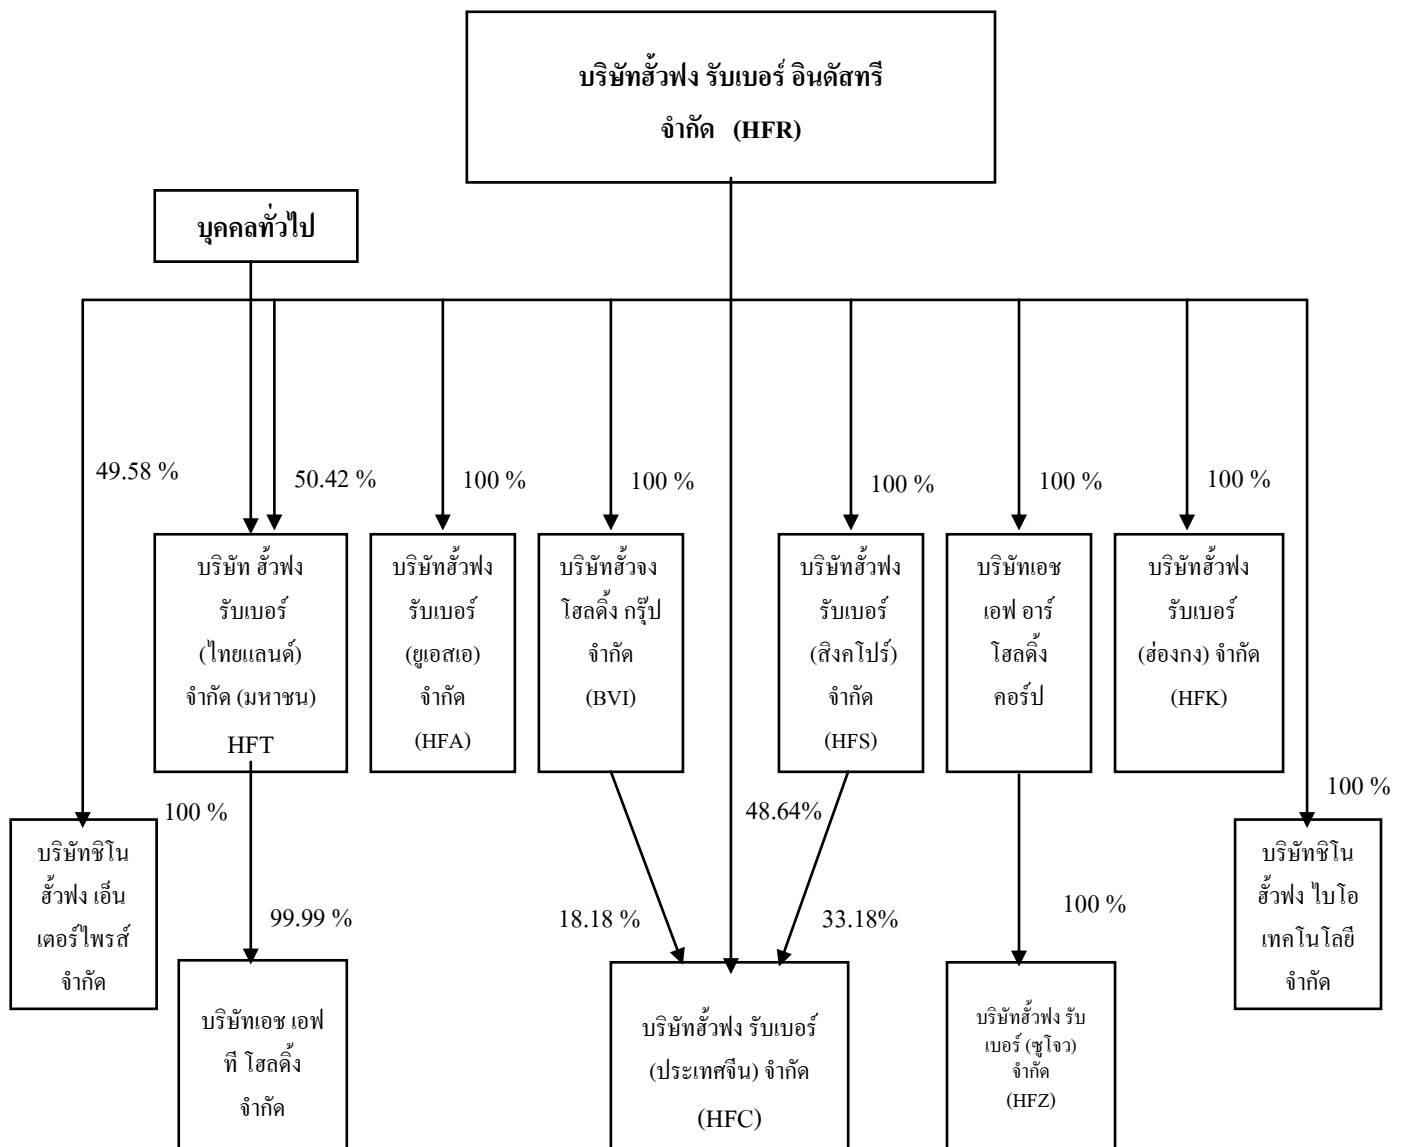 บริษัทฮั้วฟง รับเบอร์ อินดัสทรี
จำกัด (HFR)
บุคคลทั่วไป
49.58 %
50.42 %
100 %
100 %
100 %
100 %
100 %
บริษัท ฮั้วฟง
รับเบอร์
(ไทยแลนด์)
จำกัด (มหาชน)
HFT
บริษัทฮั้วฟง
รับเบอร์
(ยูเอสเอ)
จำกัด
(HFA)
บริษัทฮั้วจง
โฮลดิ้ง กรุ๊ป
จำกัด
(BVI)
บริษัทฮั้วฟง
รับเบอร์
(สิงคโปร์)
จำกัด
(HFS)
บริษัทเอช
เอฟ อาร์
โฮลดิ้ง
คอร์ป
บริษัทฮั้วฟง
รับเบอร์
(ฮ่องกง) จำกัด
(HFK)
100 %
48.64%
100 %
บริษัทชิโน
ฮั้วฟง เอ็น
เตอร์ไพรส์
จำกัด
99.99 %
18.18 %
33.18%
100 %
บริษัทชิโน
ฮั้วฟง ไบโอ
เทคโนโลยี
จำกัด
บริษัทเอช เอฟ
ที โฮลดิ้ง
จำกัด
บริษัทฮั้วฟง รับเบอร์
(ประเทศจีน) จำกัด
(HFC)
บริษัทฮั้วฟง รับ
เบอร์ (ซูโจว)
จำกัด
(HFZ)